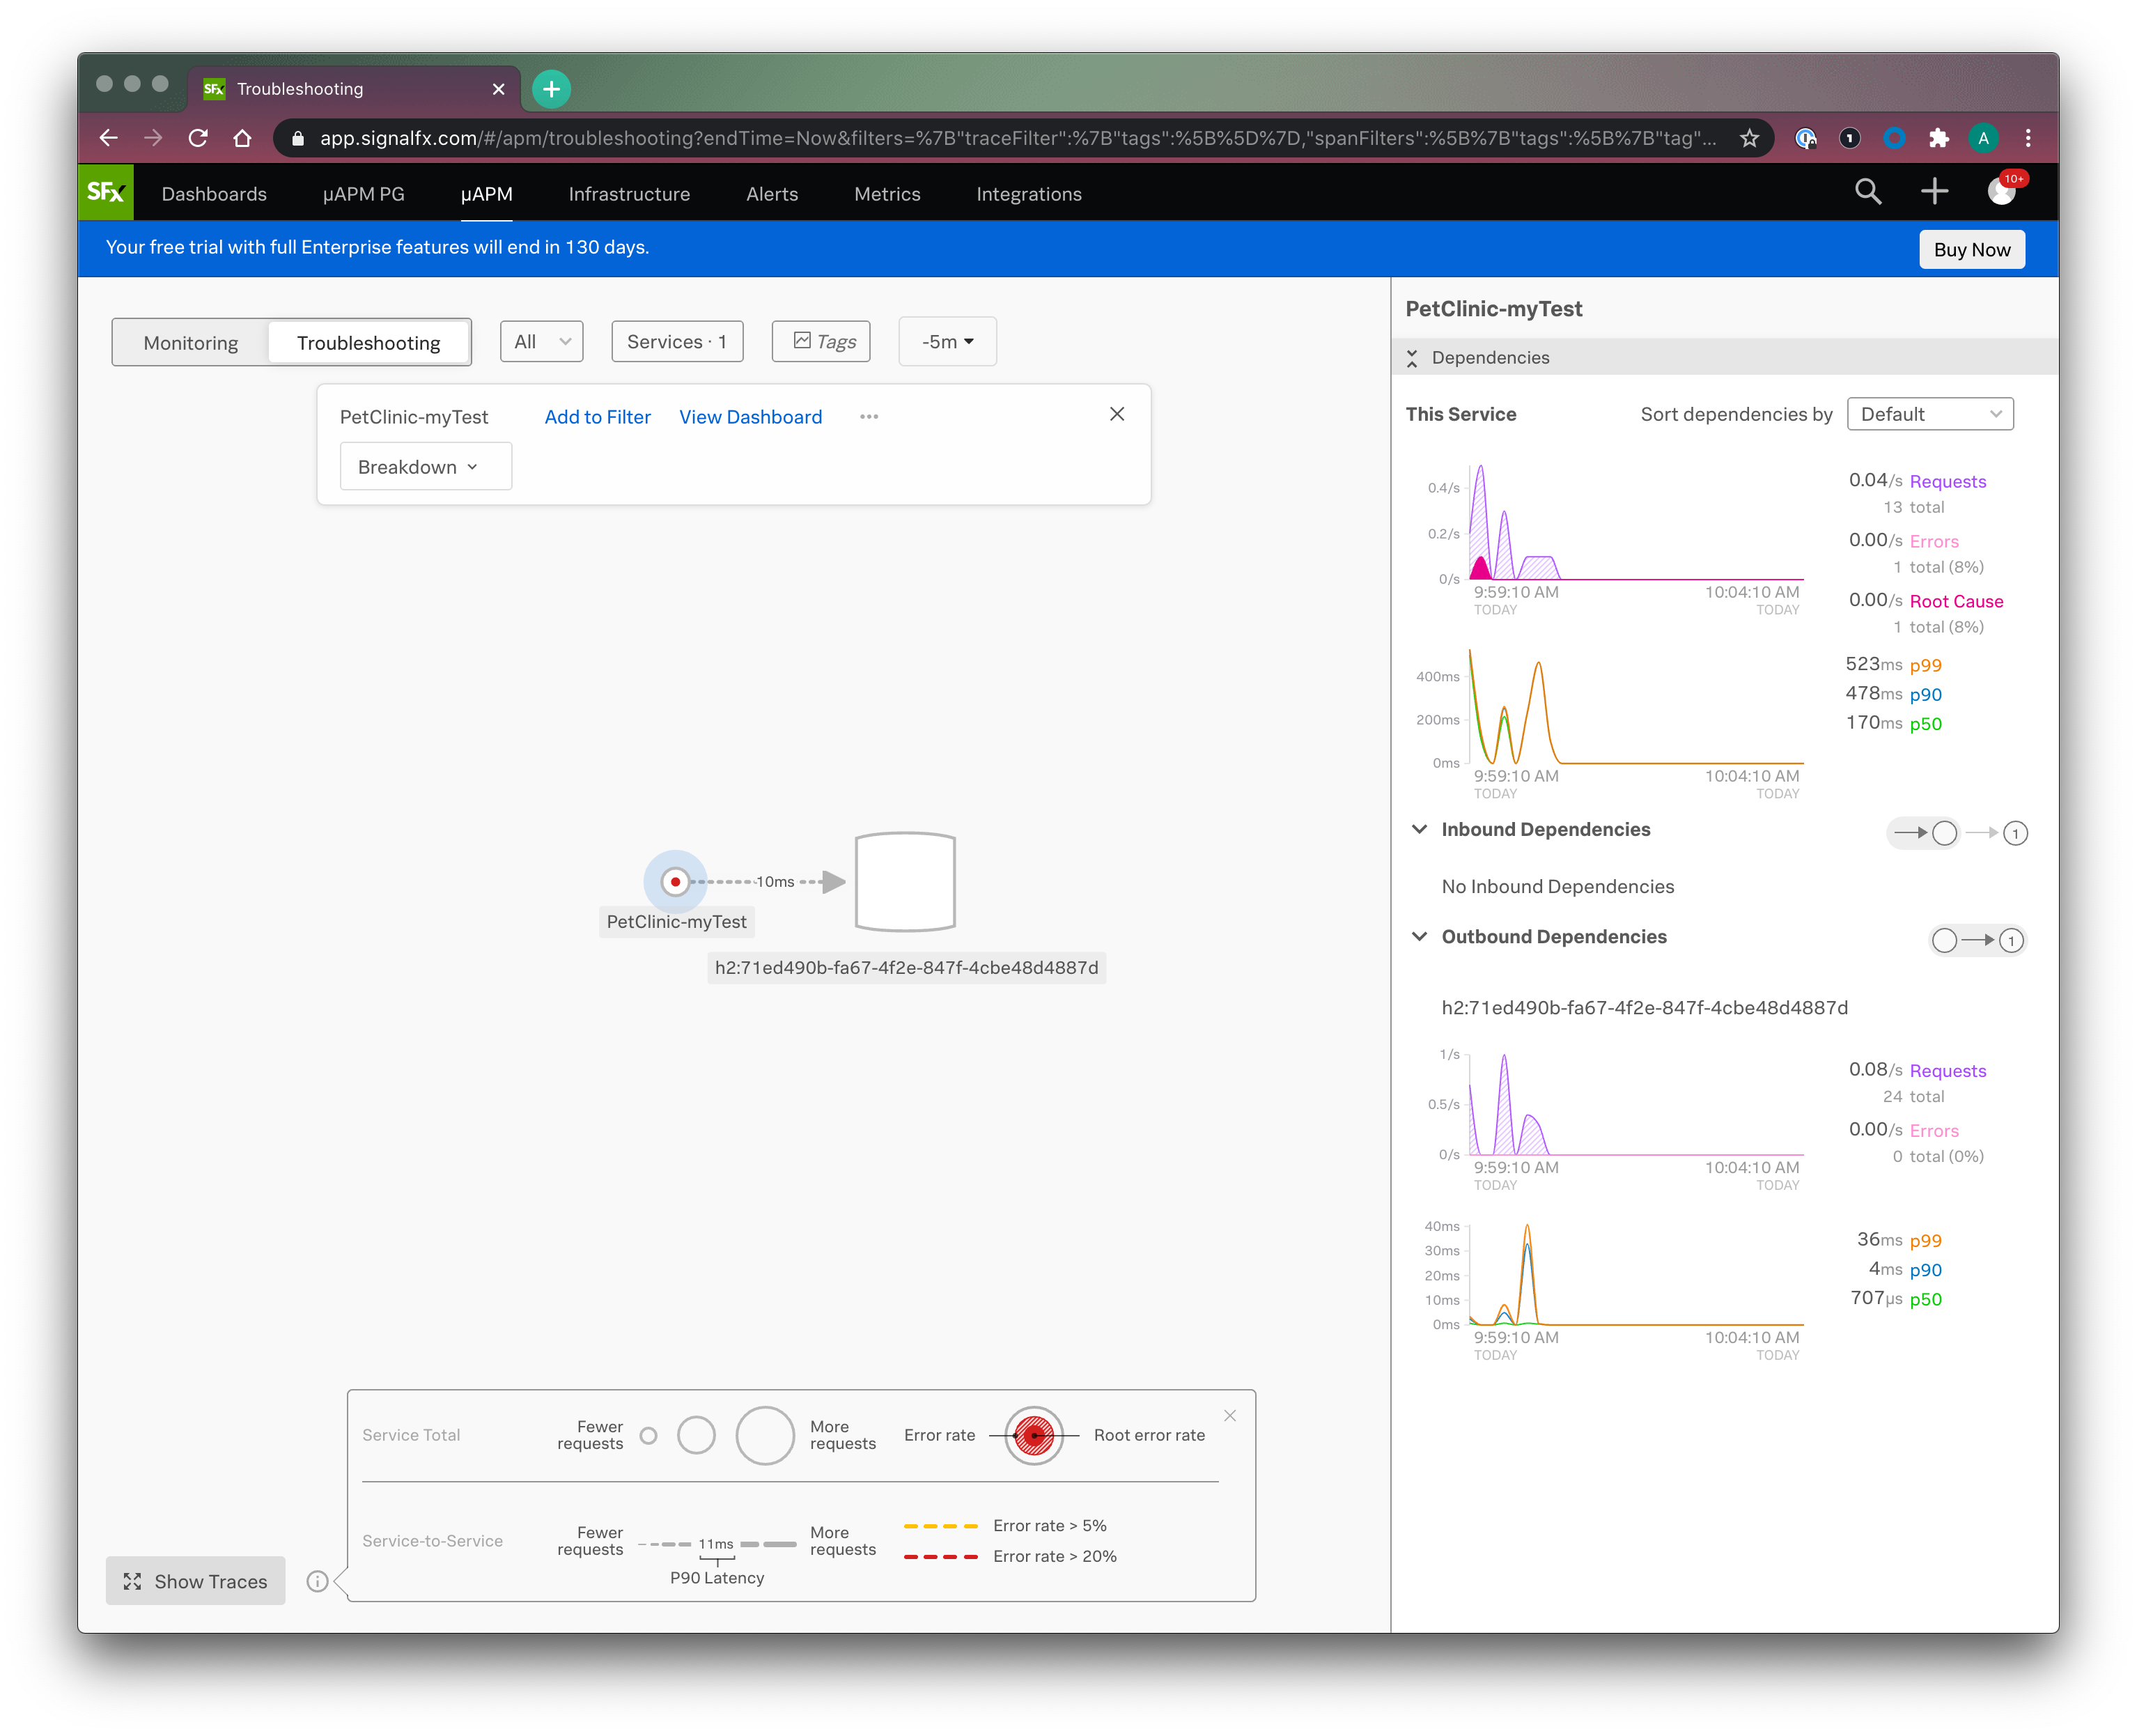 SFx Troubleshooting
app.signalfx.com/#/apm/troubleshooting?endTime=Now&filters=%7B"traceFilter":%7B"tags":%5B%5D%7D,"spanFilters":%5B%7B"tags":%5B%7B"tag"...
1
A
SFx Dashboards µAPM PG µAPM Infrastructure Alerts Metrics Integrations 10+
Your free trial with full Enterprise features will end in 130 days. Buy Now
Monitoring Troubleshooting All Services · 1 Tags -5m
PetClinic-myTest Add to Filter View Dashboard ···
Breakdown
10ms
PetClinic-myTest
h2:71ed490b-fa67-4f2e-847f-4cbe48d4887d
Service Total
Fewer requests
More requests
Error rate
Root error rate
Service-to-Service
Fewer requests
11ms
P90 Latency
More requests
Error rate > 5%
Error rate > 20%
Show Traces
PetClinic-myTest
Dependencies
This Service Sort dependencies by Default
0.4/s
0.2/s
0/s
9:59:10 AM 10:04:10 AM
TODAY TODAY
0.04/s Requests
13 total
0.00/s Errors
1 total (8%)
0.00/s Root Cause
1 total (8%)
400ms
200ms
0ms
9:59:10 AM 10:04:10 AM
TODAY TODAY
523ms p99
478ms p90
170ms p50
Inbound Dependencies 1
No Inbound Dependencies
Outbound Dependencies 1
h2:71ed490b-fa67-4f2e-847f-4cbe48d4887d
1/s
0.5/s
0/s
9:59:10 AM 10:04:10 AM
TODAY TODAY
0.08/s Requests
24 total
0.00/s Errors
0 total (0%)
40ms
30ms
20ms
10ms
0ms
9:59:10 AM 10:04:10 AM
TODAY TODAY
36ms p99
4ms p90
707µs p50